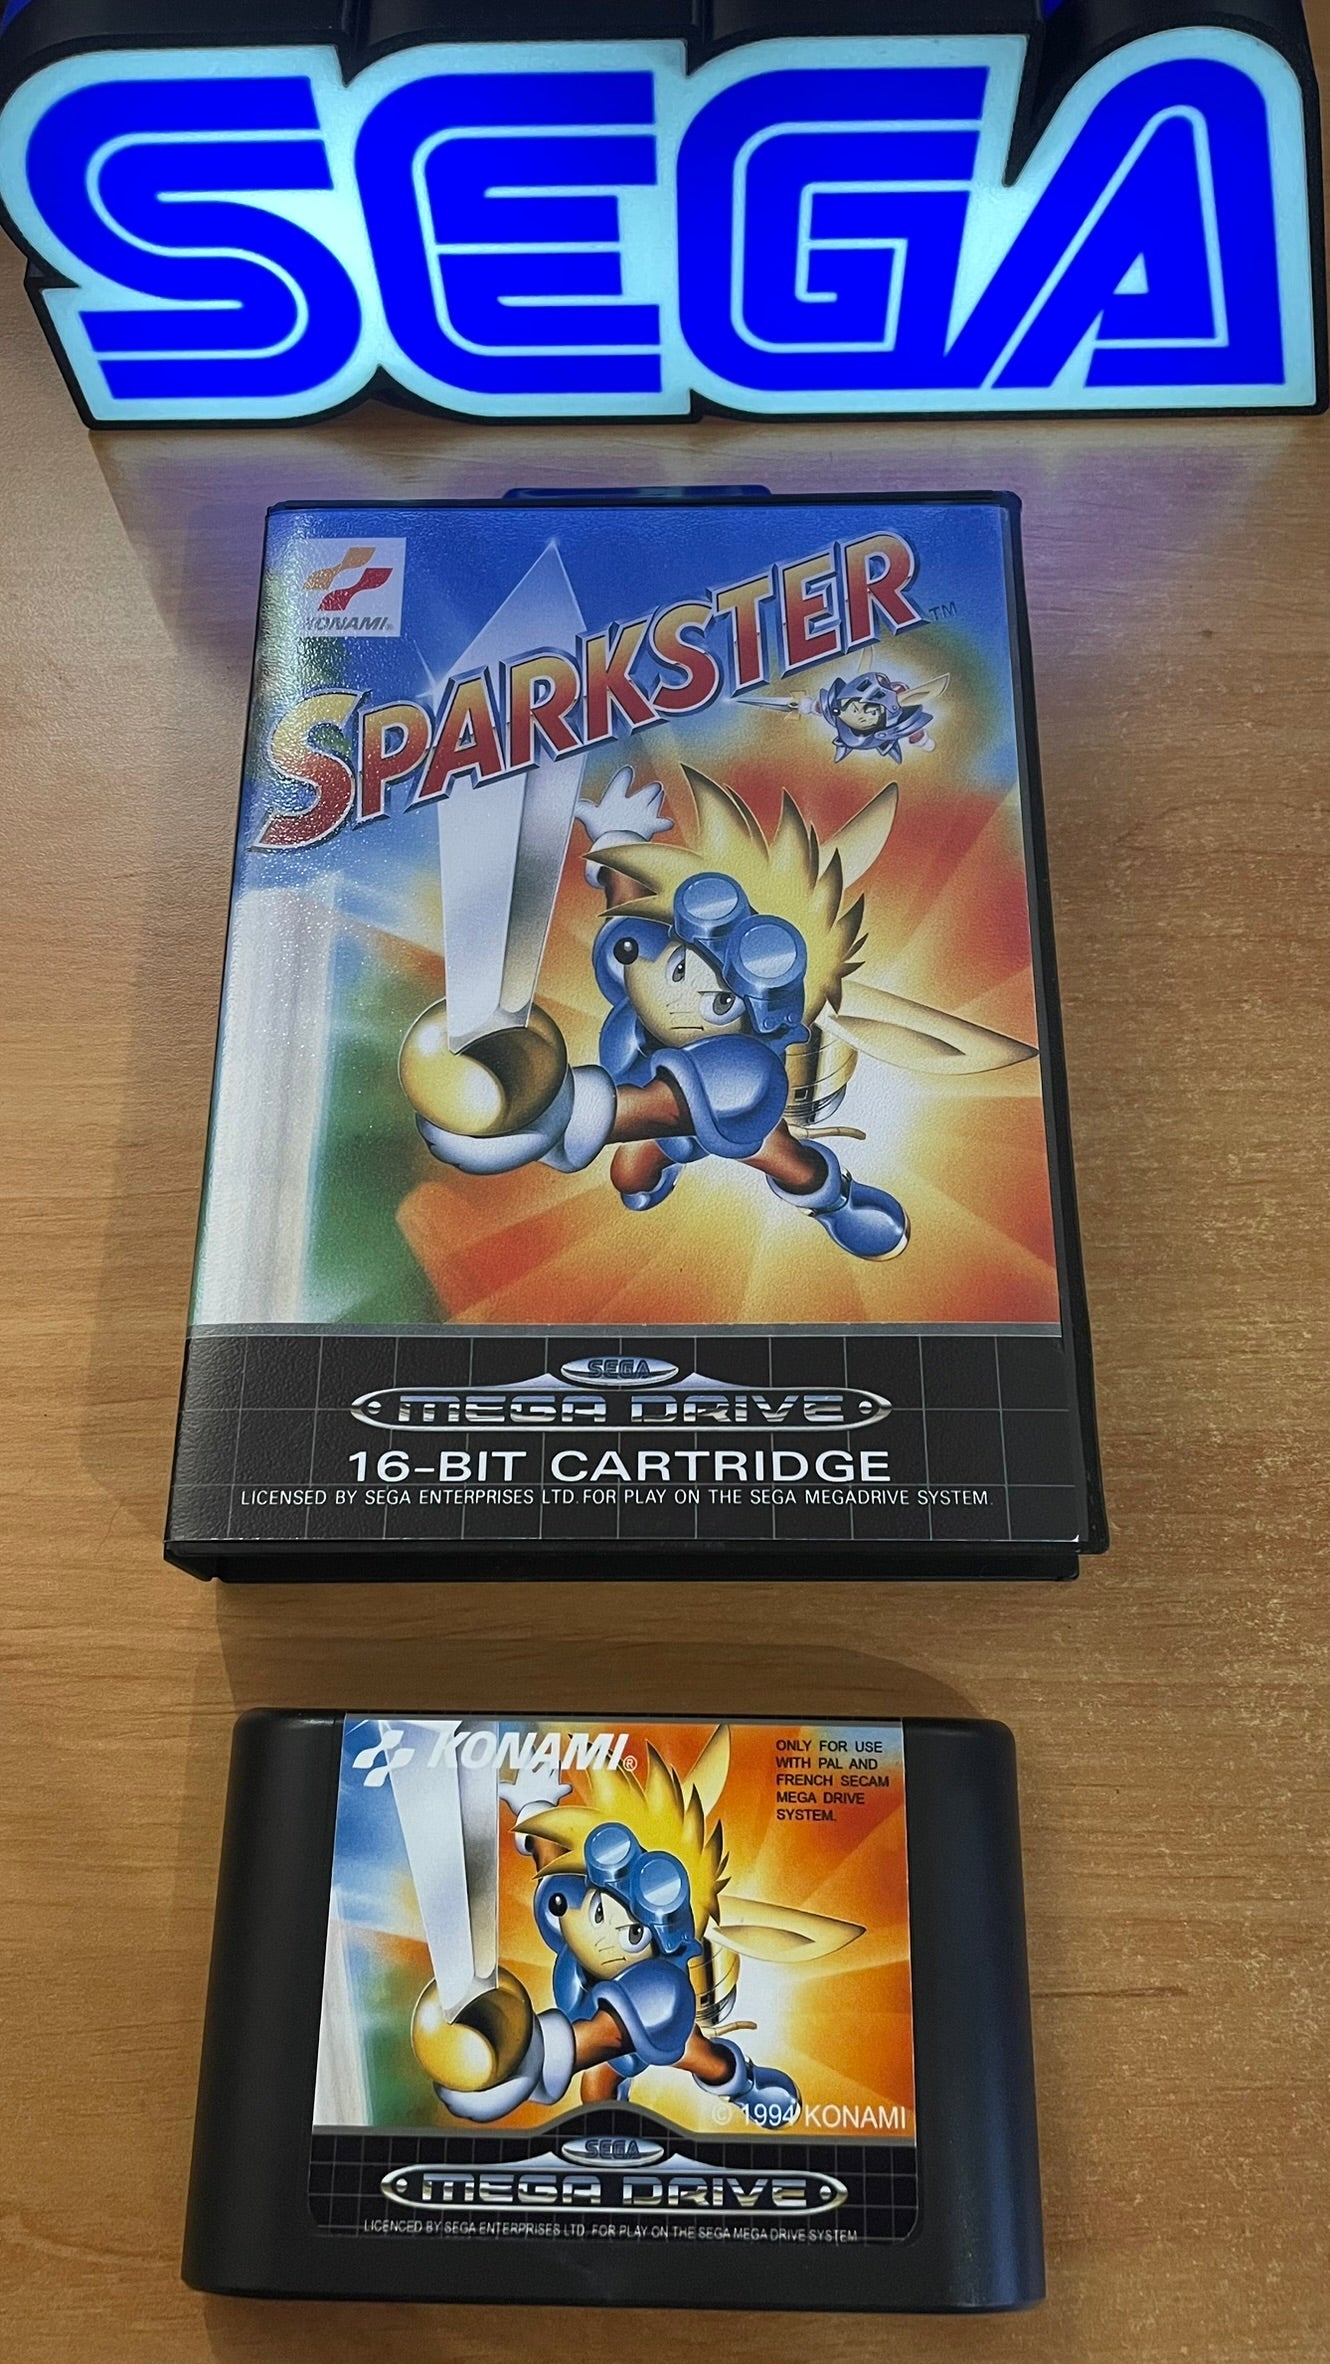 SEGA
KONAMI®
SPARKSTER™
SEGA
MEGA DRIVE
16-BIT CARTRIDGE
LICENSED BY SEGA ENTERPRISES LTD. FOR PLAY ON THE SEGA MEGADRIVE SYSTEM.
KONAMI®
ONLY FOR USE
WITH PAL AND
FRENCH SECAM
MEGA DRIVE
SYSTEM.
© 1994 KONAMI
SEGA
MEGA DRIVE
LICENCED BY SEGA ENTERPRISES LTD. FOR PLAY ON THE SEGA MEGA DRIVE SYSTEM